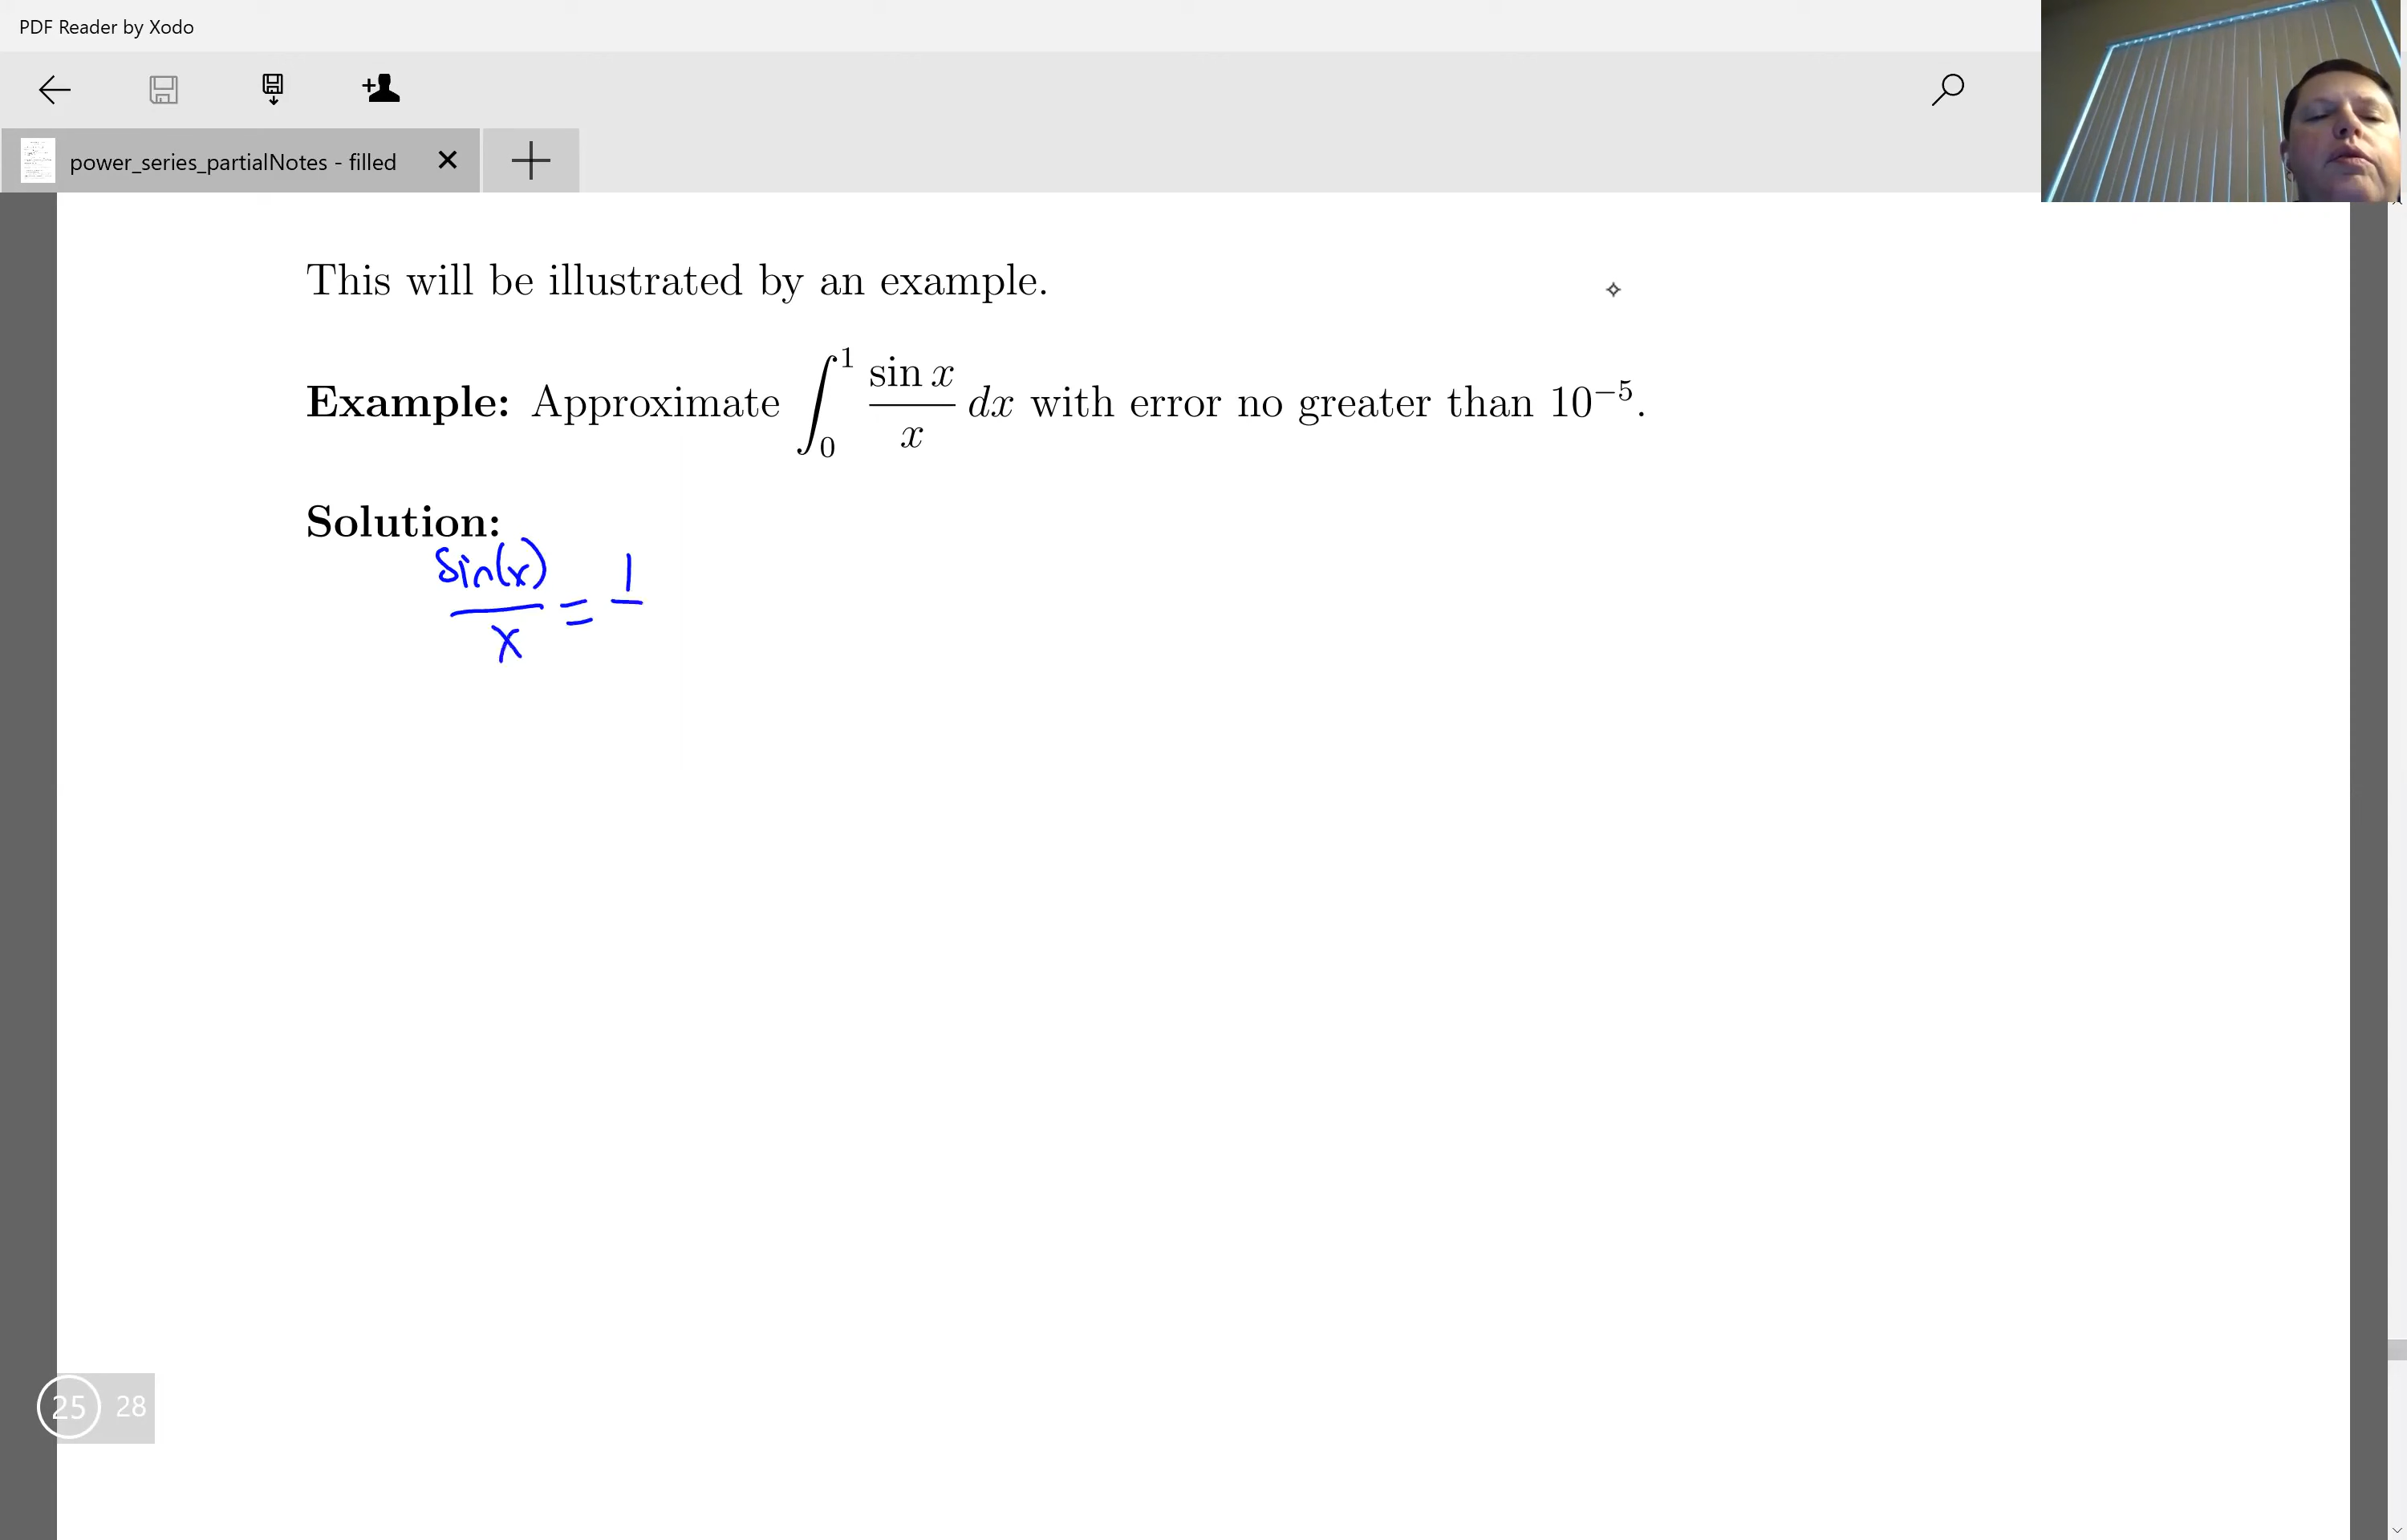 PDF Reader by Xodo
power_series_partialNotes - filled
This will be illustrated by an example.
Example: Approximate ∫₀¹ sin x / x dx with error no greater than 10⁻⁵.
Solution:
sin(x) / x = 1
25 28